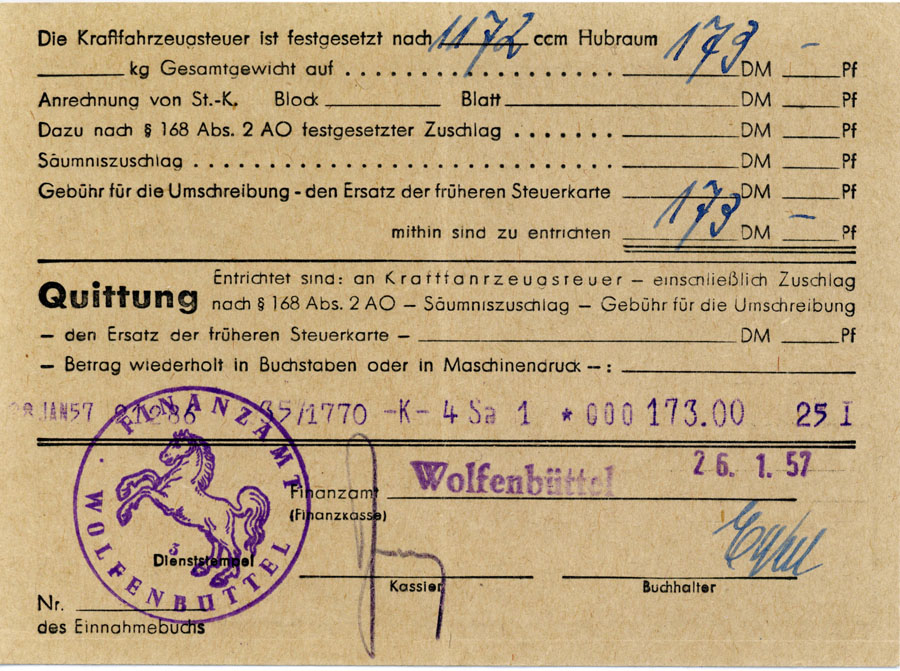 Die Kraftfahrzeugsteuer ist festgesetzt nach 1172 ccm Hubraum 173 –
kg Gesamtgewicht auf . . . . . . . . . . . . . . . . . . . DM Pf
Anrechnung von St.-K. Block Blatt DM Pf
Dazu nach § 168 Abs. 2 AO festgesetzter Zuschlag . . . . . . . DM Pf
Säumniszuschlag . . . . . . . . . . . . . . . . . . . . . . . . . . . . . DM Pf
Gebühr für die Umschreibung - den Ersatz der früheren Steuerkarte DM Pf
mithin sind zu entrichten 173 DM – Pf
Quittung
Entrichtet sind: an Kraftfahrzeugsteuer – einschließlich Zuschlag
nach § 168 Abs. 2 AO – Säumniszuschlag – Gebühr für die Umschreibung
– den Ersatz der früheren Steuerkarte – DM Pf
– Betrag wiederholt in Buchstaben oder in Maschinendruck – :
JAN57 35/1770 -K- 4 Sa 1 * 000 173.00 25 I
FINANZAMT WOLFENBÜTTEL
3
Finanzamt Wolfenbüttel 26. 1. 57
(Finanzkasse)
Dienststempel
Kassier Buchhalter
Nr.
des Einnahmebuchs